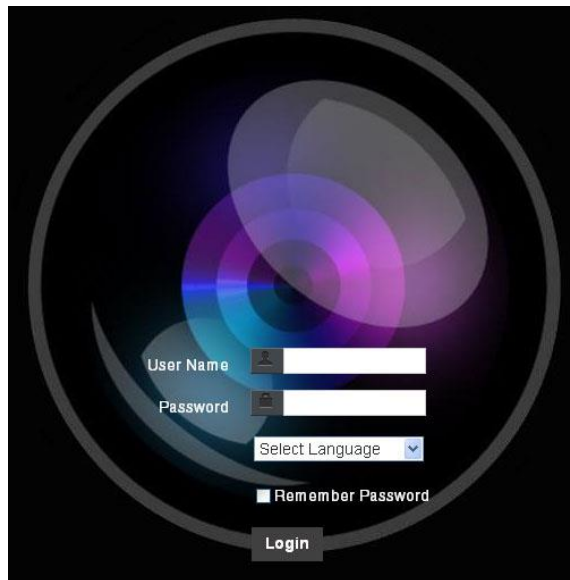 User Name
Password
Select Language
Remember Password
Login